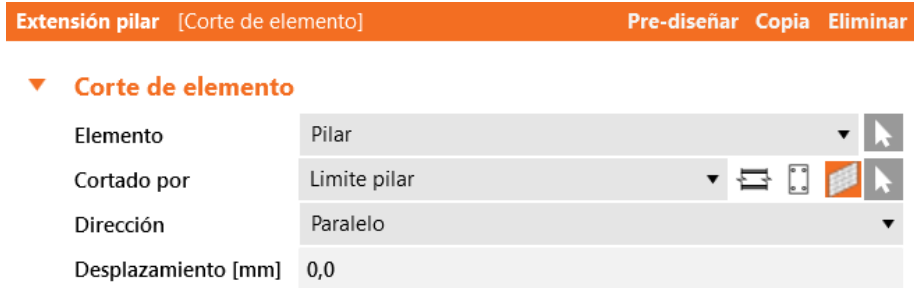 Extensión pilar [Corte de elemento] Pre-diseñar Copia Eliminar
Corte de elemento
Elemento Pilar
Cortado por Limite pilar
Dirección Paralelo
Desplazamiento [mm] 0,0